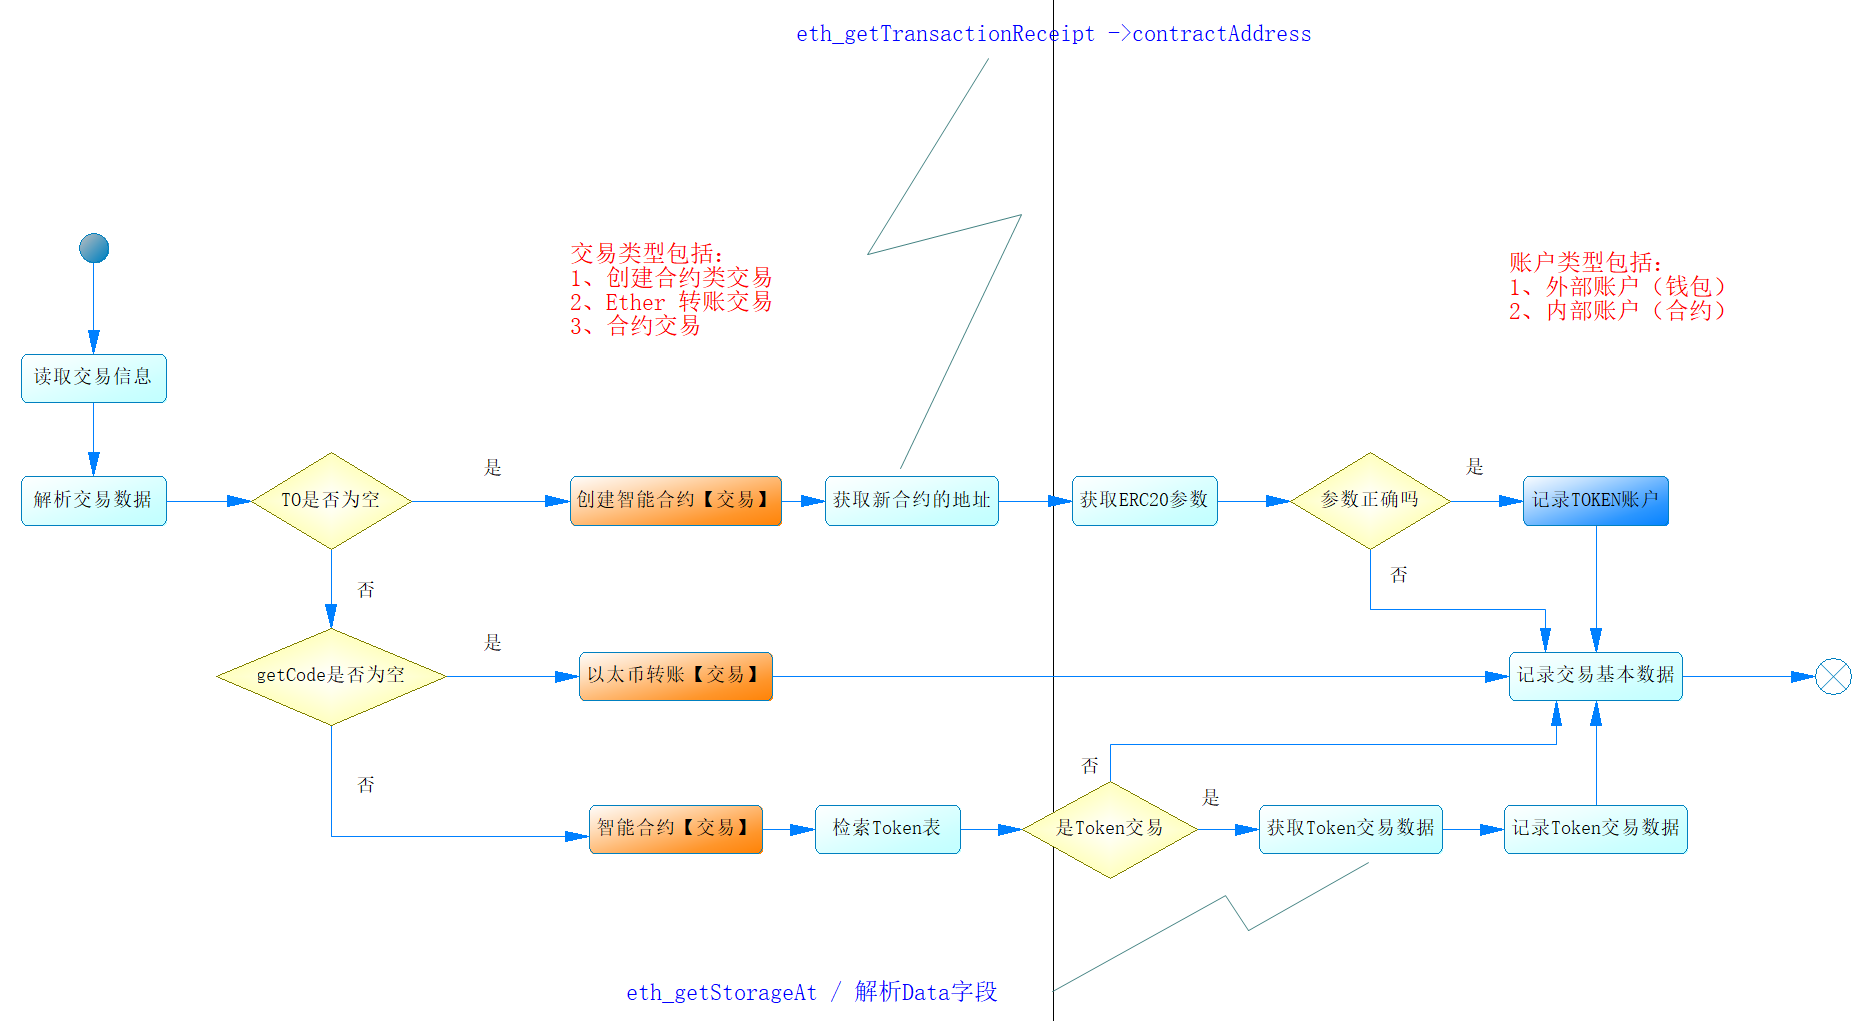 eth_getTransactionReceipt ->contractAddress
交易类型包括:
1、创建合约类交易
2、Ether 转账交易
3、合约交易
账户类型包括:
1、外部账户（钱包）
2、内部账户（合约）
读取交易信息
解析交易数据
TO是否为空
是
创建智能合约【交易】
获取新合约的地址
获取ERC20参数
参数正确吗
是
记录TOKEN账户
否
否
getCode是否为空
是
以太币转账【交易】
记录交易基本数据
否
智能合约【交易】
检索Token表
否
是Token交易
是
获取Token交易数据
记录Token交易数据
eth_getStorageAt / 解析Data字段